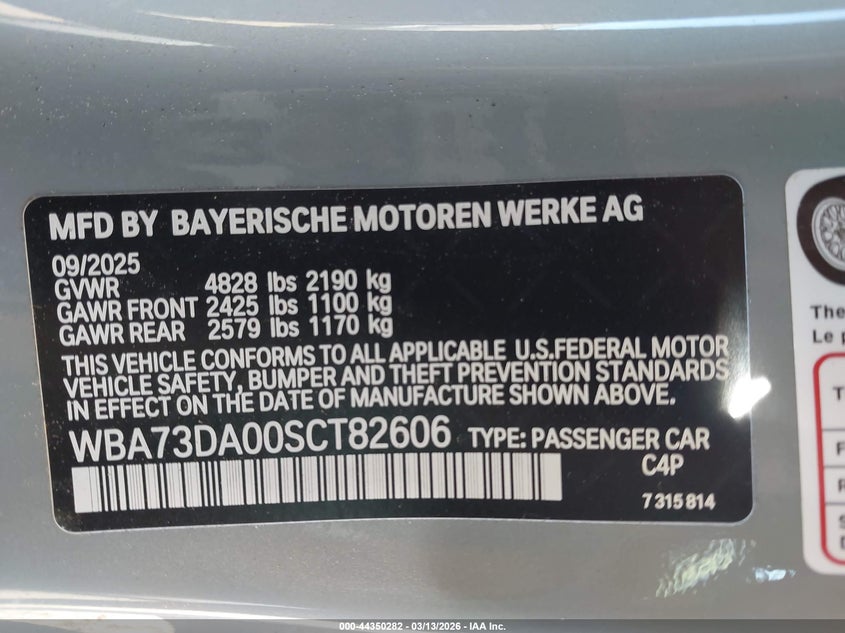 MFD BY BAYERISCHE MOTOREN WERKE AG
09/2025
GVWR 4828 lbs 2190 kg
GAWR FRONT 2425 lbs 1100 kg
GAWR REAR 2579 lbs 1170 kg
THIS VEHICLE CONFORMS TO ALL APPLICABLE U.S.FEDERAL MOTOR
VEHICLE SAFETY, BUMPER AND THEFT PREVENTION STANDARDS
IN EFFECT ON THE DATE OF MANUFACTURE SHOWN ABOVE.
WBA73DA00SCT82606 TYPE: PASSENGER CAR
C4P
7 315 814
The
Le p
T
F
R
S
D
000-44350282 - 03/13/2026 - IAA Inc.